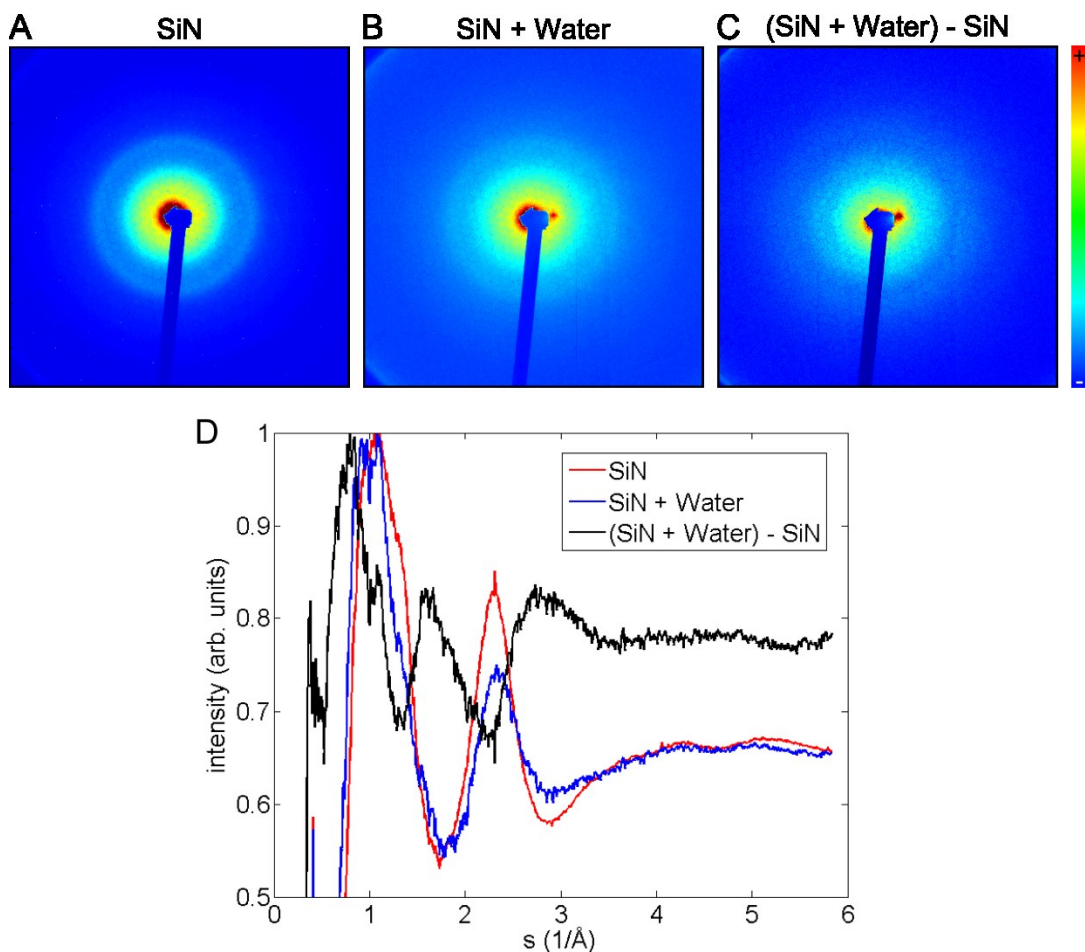 A SiN
B SiN + Water
C (SiN + Water) - SiN
+
-
D
1
0.9
0.8
0.7
0.6
0.5
intensity (arb. units)
SiN
SiN + Water
(SiN + Water) - SiN
0 1 2 3 4 5 6
s (1/Å)